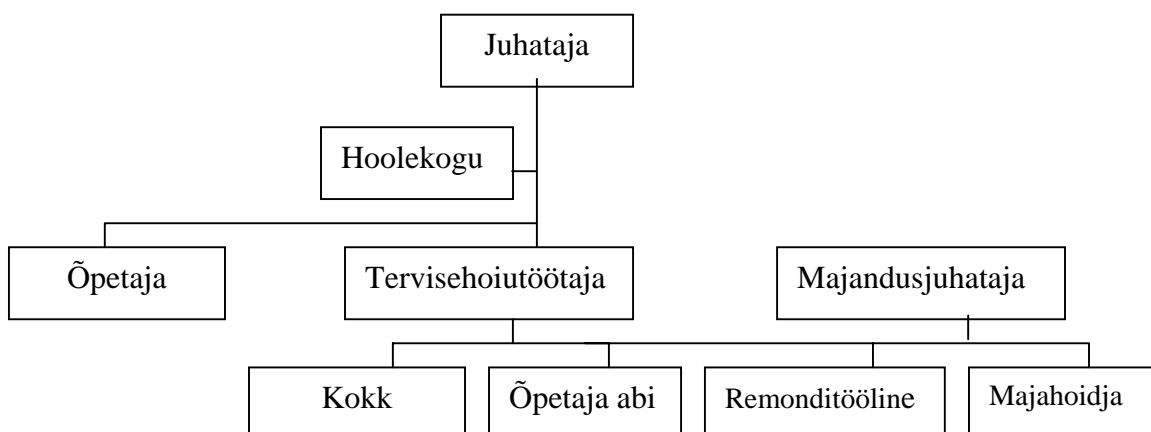 Juhataja
Hoolekogu
Õpetaja
Tervisehoiutöötaja
Majandusjuhataja
Kokk
Õpetaja abi
Remonditööline
Majahoidja